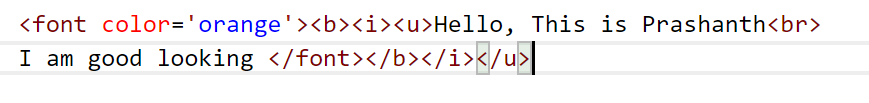 <font color='orange'><b><i><u>Hello, This is Prashanth<br>
I am good looking </font></b></i></u>